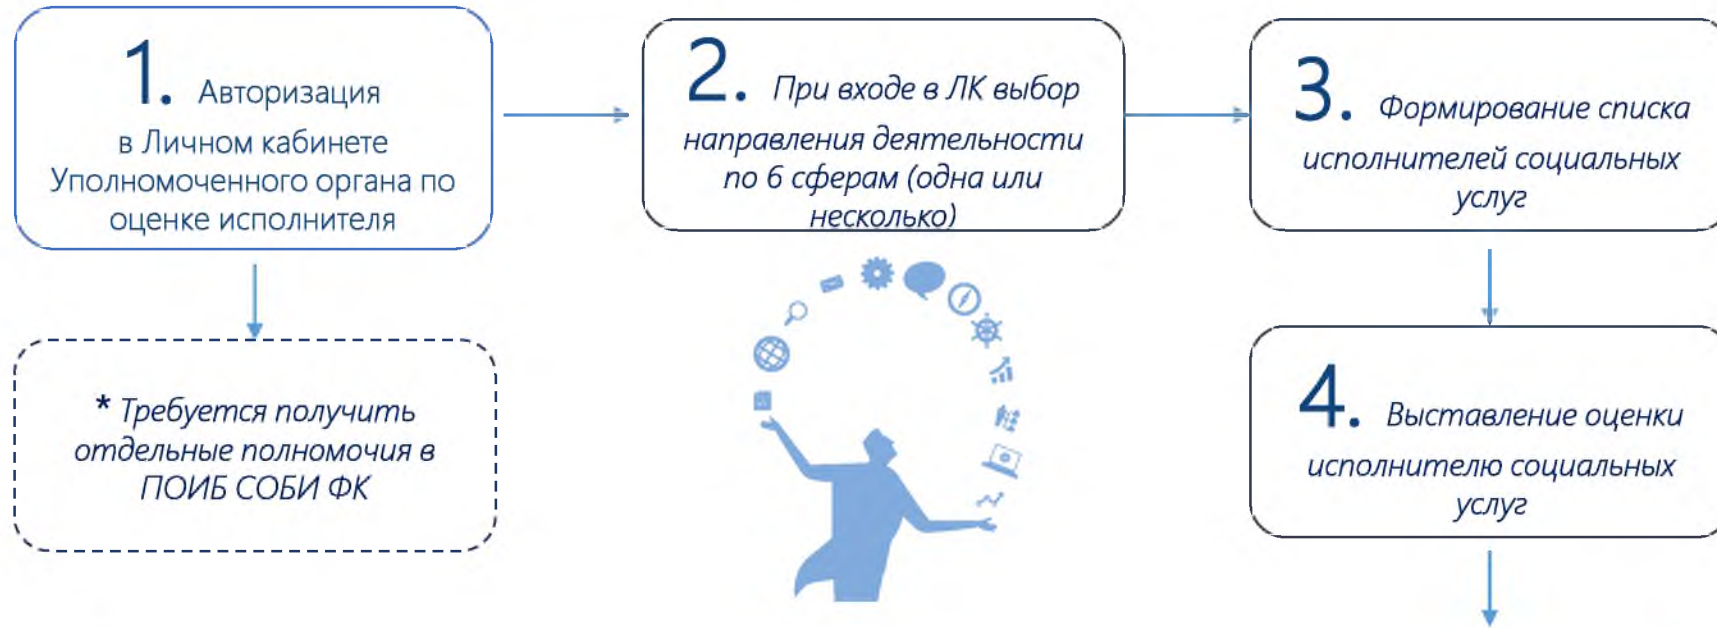 1. Авторизация
в Личном кабинете
Уполномоченного органа по
оценке исполнителя
2. При входе в ЛК выбор
направления деятельности
по 6 сферам (одна или
несколько)
3. Формирование списка
исполнителей социальных
услуг
* Требуется получить
отдельные полномочия в
ПОИБ СОБИ ФК
4. Выставление оценки
исполнителю социальных
услуг